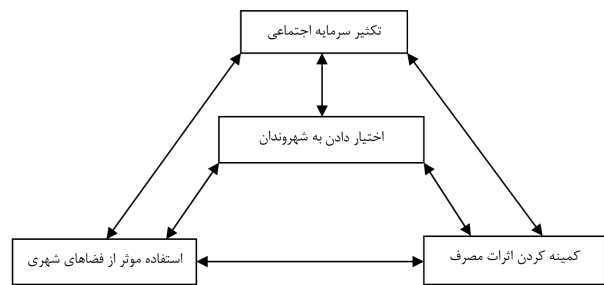 تکثیر سرمایه اجتماعی
اختیار دادن به شهروندان
استفاده موثر از فضاهای شهری
کمینه کردن اثرات مصرف